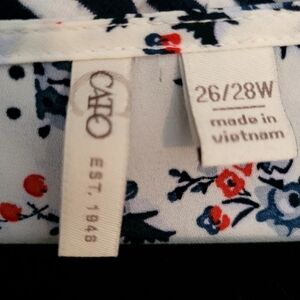 CATO
EST. 1946
26/28W
made in
vietnam